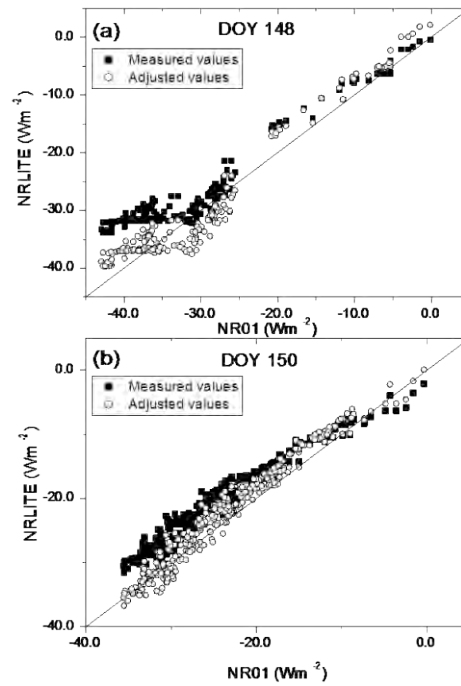 (a)
DOY 148
Measured values
Adjusted values
0.0
-10.0
-20.0
-30.0
-40.0
NRLITE (Wm⁻²)
-40.0 -30.0 -20.0 -10.0 0.0
NR01 (Wm⁻²)
(b)
DOY 150
Measured values
Adjusted values
0.0
-20.0
-40.0
NRLITE (Wm⁻²)
-40.0 -20.0 0.0
NR01 (Wm⁻²)